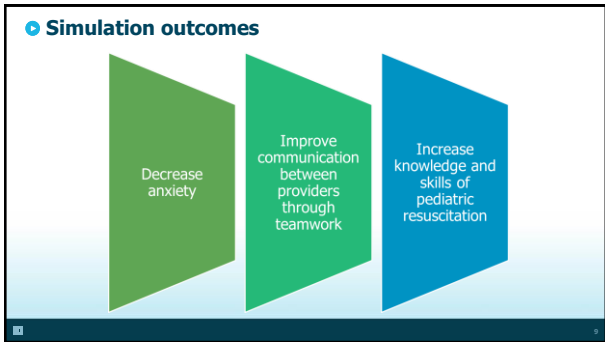 Simulation outcomes
Decrease
anxiety
Improve
communication
between
providers
through
teamwork
Increase
knowledge and
skills of
pediatric
resuscitation
9